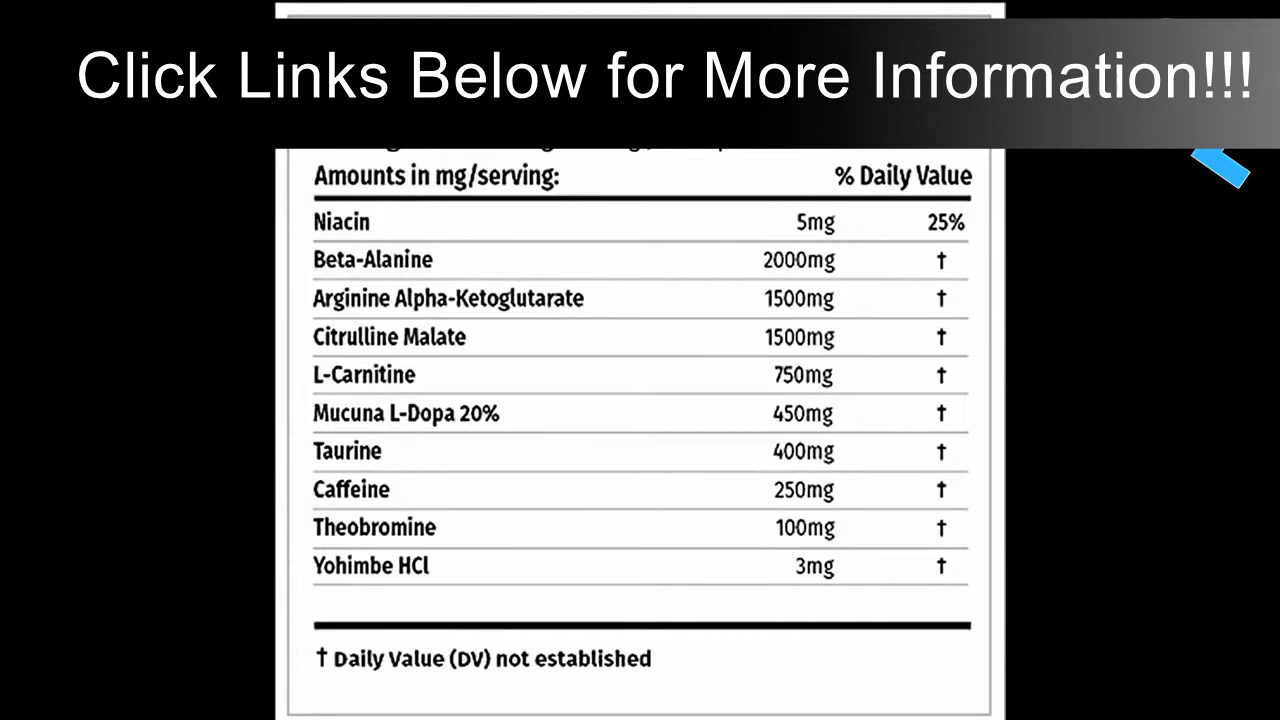 Click Links Below for More Information!!!
Amounts in mg/serving: % Daily Value
Niacin 5mg 25%
Beta-Alanine 2000mg †
Arginine Alpha-Ketoglutarate 1500mg †
Citrulline Malate 1500mg †
L-Carnitine 750mg †
Mucuna L-Dopa 20% 450mg †
Taurine 400mg †
Caffeine 250mg †
Theobromine 100mg †
Yohimbe HCl 3mg †
† Daily Value (DV) not established